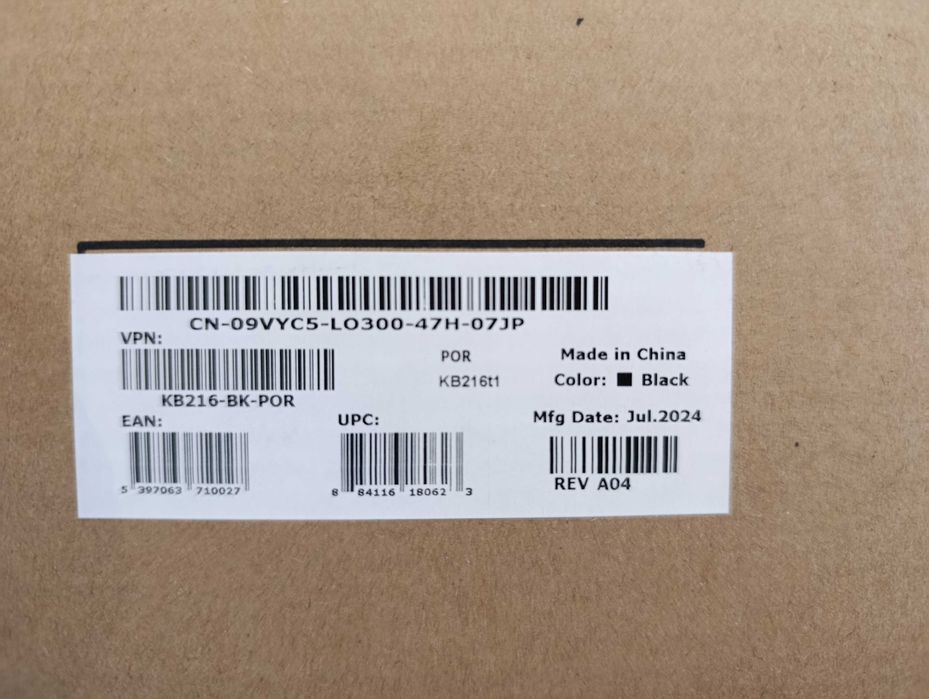 CN-09VYC5-LO300-47H-07JP
VPN:
KB216-BK-POR
POR
KB216t1
Made in China
Color: Black
EAN:
5 397063 710027
UPC:
8 84116 18062 3
Mfg Date: Jul.2024
REV A04